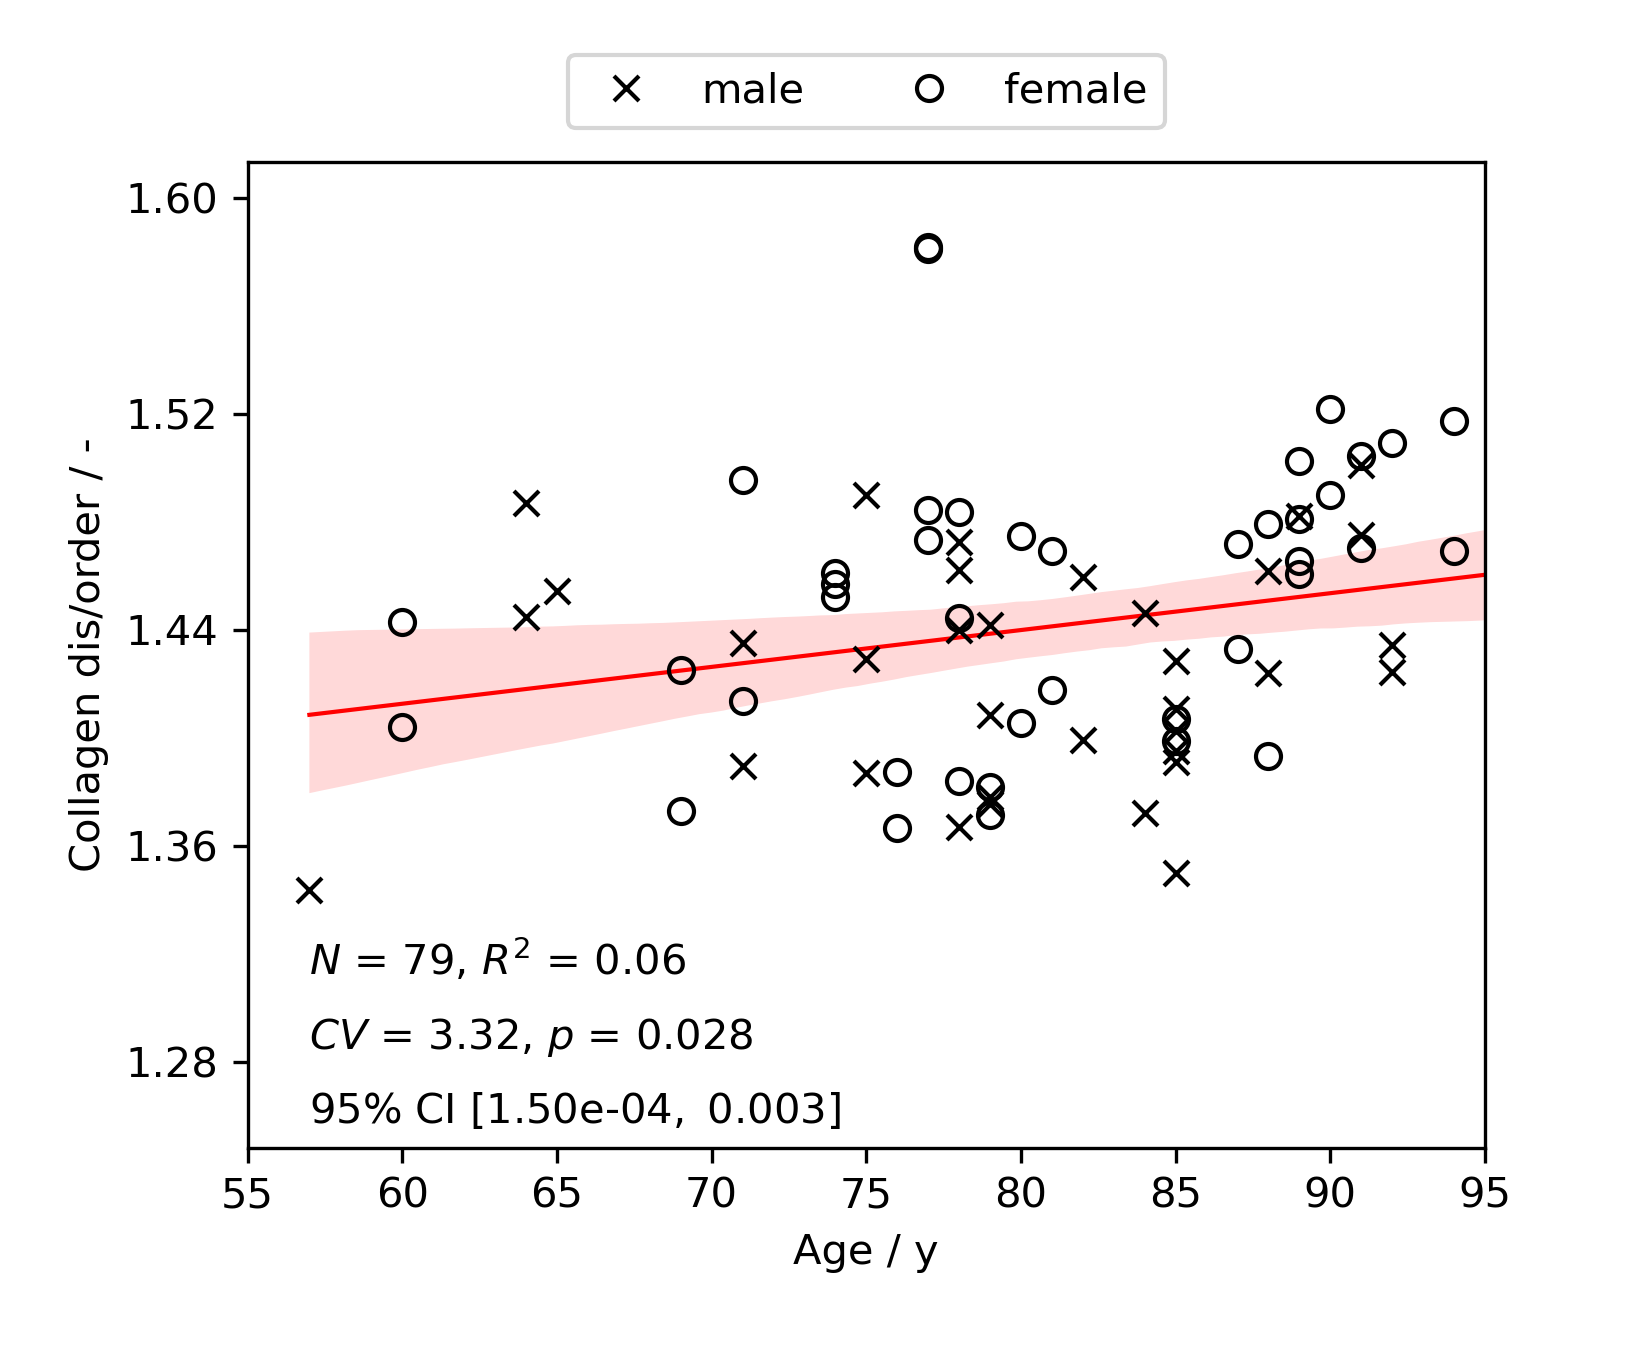 male female
1.60
1.52
1.44
1.36
1.28
Collagen dis/order / -
N = 79, R² = 0.06
CV = 3.32, p = 0.028
95% CI [1.50e-04, 0.003]
55 60 65 70 75 80 85 90 95
Age / y